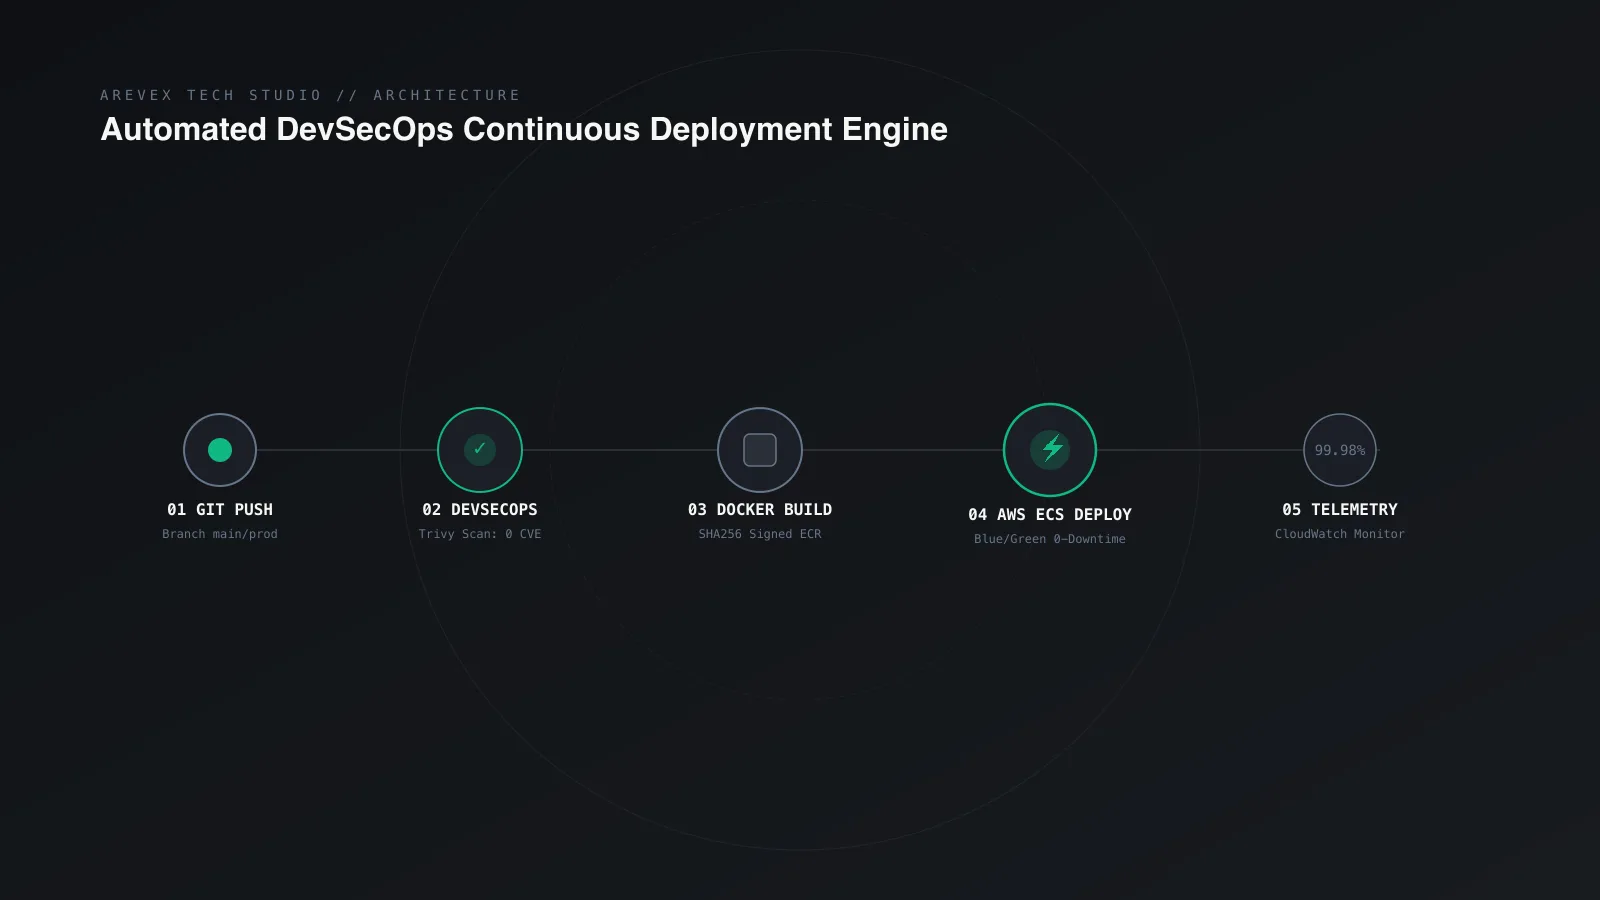 AREVEX TECH STUDIO // ARCHITECTURE
Automated DevSecOps Continuous Deployment Engine
✓
99.98%
01 GIT PUSH
Branch main/prod
02 DEVSECOPS
Trivy Scan: 0 CVE
03 DOCKER BUILD
SHA256 Signed ECR
04 AWS ECS DEPLOY
Blue/Green 0−Downtime
05 TELEMETRY
CloudWatch Monitor